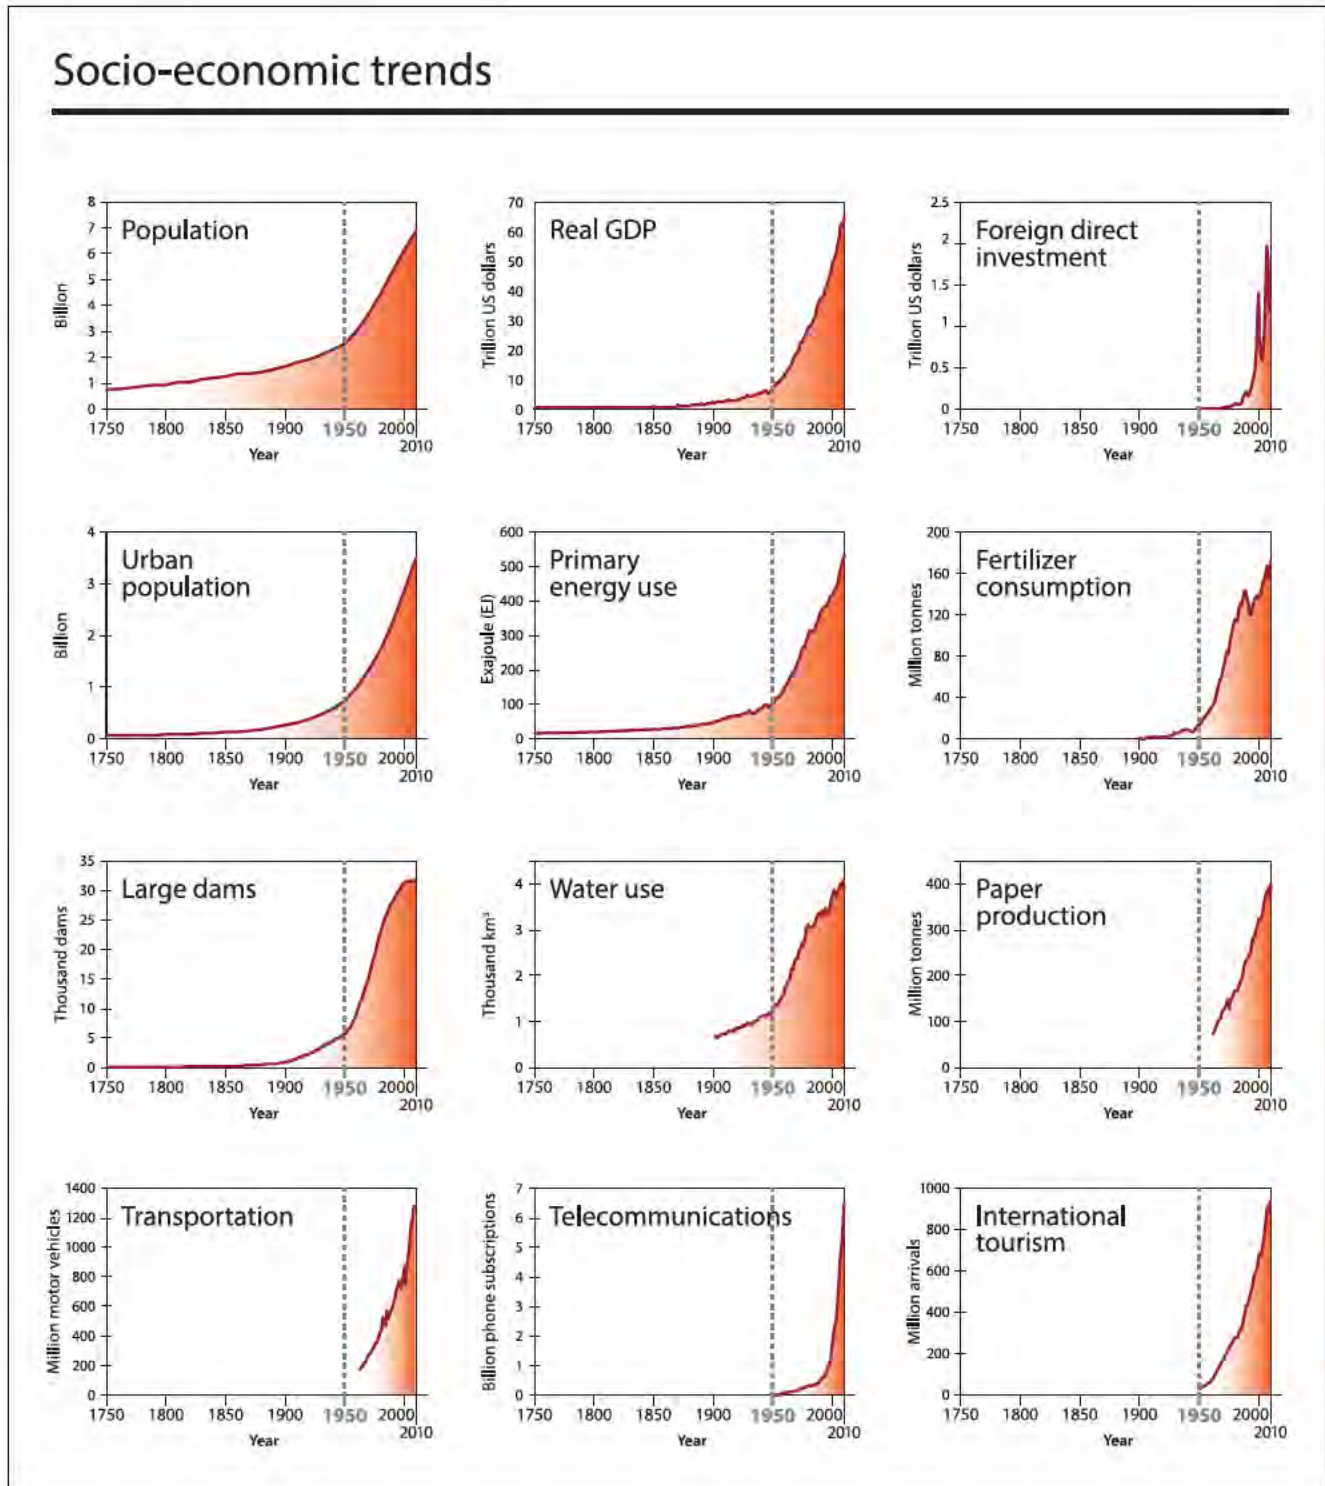 Socio-economic trends
Population
Billion
8
7
6
5
4
3
2
1
0
1750 1800 1850 1900 1950 2000
2010
Year
Real GDP
Trillion US dollars
70
60
50
40
30
20
10
0
1750 1800 1850 1900 1950 2000
2010
Year
Foreign direct
investment
Trillion US dollars
2.5
2
1.5
1
0.5
0
1750 1800 1850 1900 1950 2000
2010
Year
Urban
population
Billion
4
3
2
1
0
1750 1800 1850 1900 1950 2000
2010
Year
Primary
energy use
Exajoule (EJ)
600
500
400
300
200
100
0
1750 1800 1850 1900 1950 2000
2010
Year
Fertilizer
consumption
Million tonnes
200
160
120
80
40
0
1750 1800 1850 1900 1950 2000
2010
Year
Large dams
Thousand dams
35
30
25
20
15
10
5
0
1750 1800 1850 1900 1950 2000
2010
Year
Water use
Thousand km³
4
3
2
1
0
1750 1800 1850 1900 1950 2000
2010
Year
Paper
production
Million tonnes
400
300
200
100
0
1750 1800 1850 1900 1950 2000
2010
Year
Transportation
Million motor vehicles
1400
1200
1000
800
600
400
200
0
1750 1800 1850 1900 1950 2000
2010
Year
Telecommunications
Billion phone subscriptions
7
6
5
4
3
2
1
0
1750 1800 1850 1900 1950 2000
2010
Year
International
tourism
Million arrivals
1000
800
600
400
200
0
1750 1800 1850 1900 1950 2000
2010
Year